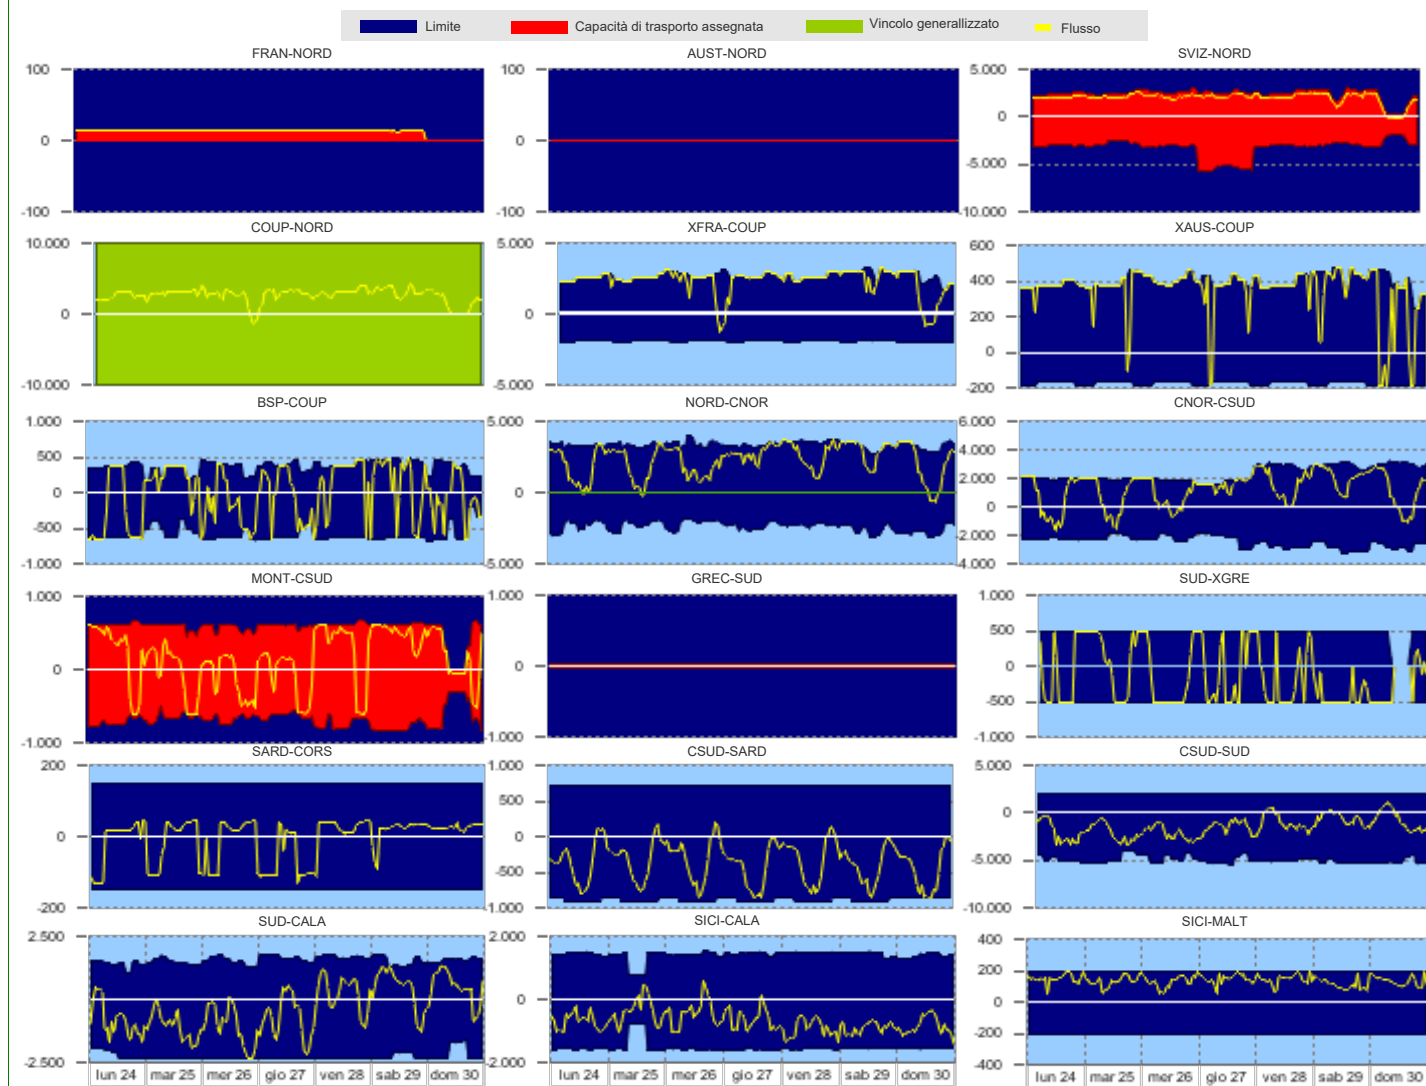 Limite Capacità di trasporto assegnata Vincolo generallizzato Flusso
FRAN-NORD AUST-NORD SVIZ-NORD
100 100 5.000
0 0 0
-5.000
-100 -100 -10.000
COUP-NORD XFRA-COUP XAUS-COUP
10.000 5.000 600
400
200
0 0 0
-10.000 -5.000 -200
BSP-COUP NORD-CNOR CNOR-CSUD
1.000 5.000 6.000
500 4.000
2.000
0 0 0
-500 -2.000
-1.000 -5.000 -4.000
MONT-CSUD GREC-SUD SUD-XGRE
1.000 1.000 1.000
500
0 0 0
-500
-1.000 -1.000 -1.000
SARD-CORS CSUD-SARD CSUD-SUD
200 1.000 5.000
500
0 0 0
-500 -5.000
-200 -1.000 -10.000
SUD-CALA SICI-CALA SICI-MALT
2.500 2.000 400
200
0 0 0
-200
-2.500 -2.000 -400
lun 24 mar 25 mer 26 gio 27 ven 28 sab 29 dom 30 lun 24 mar 25 mer 26 gio 27 ven 28 sab 29 dom 30 lun 24 mar 25 mer 26 gio 27 ven 28 sab 29 dom 30